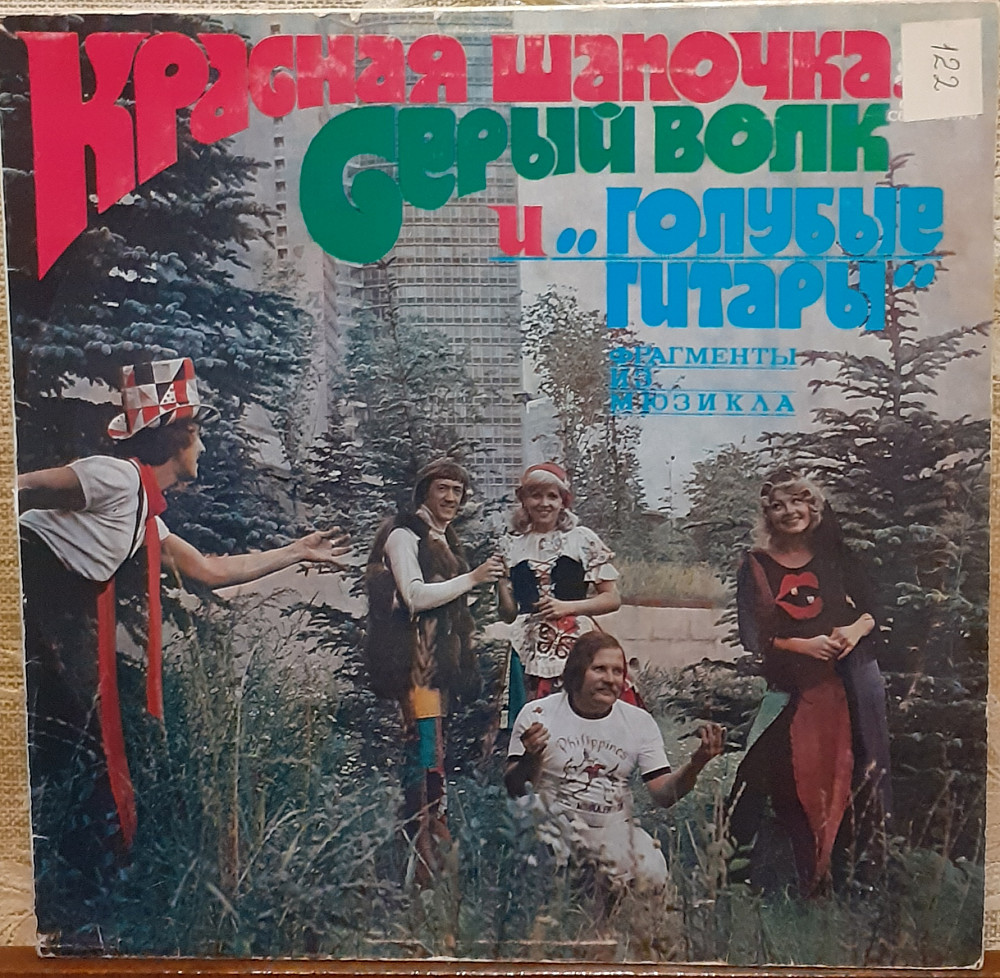 Красная шапочка,
Серый волк
и „голубые
гитары“
ФРАГМЕНТЫ
ИЗ
МЮЗИКЛА
122
Philippines